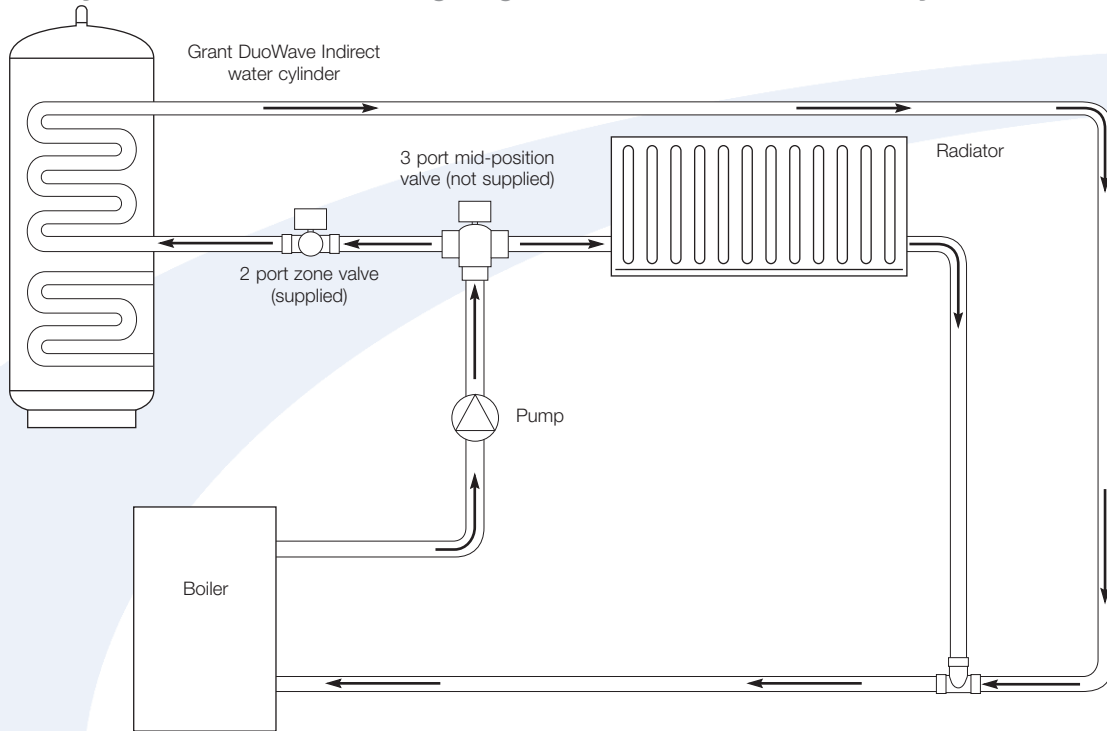 Grant DuoWave Indirect
water cylinder
3 port mid-position
valve (not supplied)
Radiator
2 port zone valve
(supplied)
Pump
Boiler